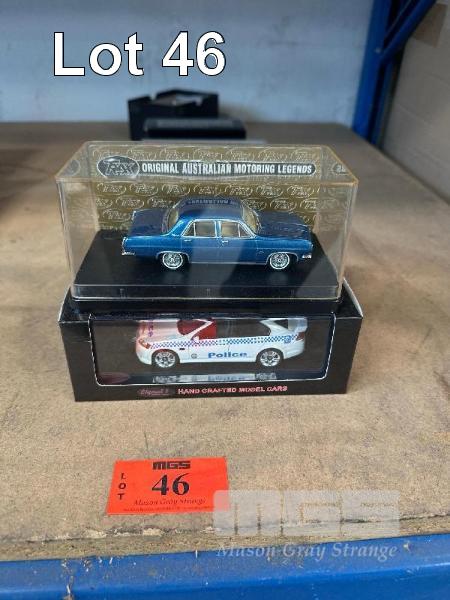 Lot 46
TRAX ORIGINAL AUSTRALIAN MOTORING LEGENDS
Police
HAND CRAFTED MODEL CARS
MGS
LOT
46
Mason Gray Strange
MGS
Mason Gray Strange